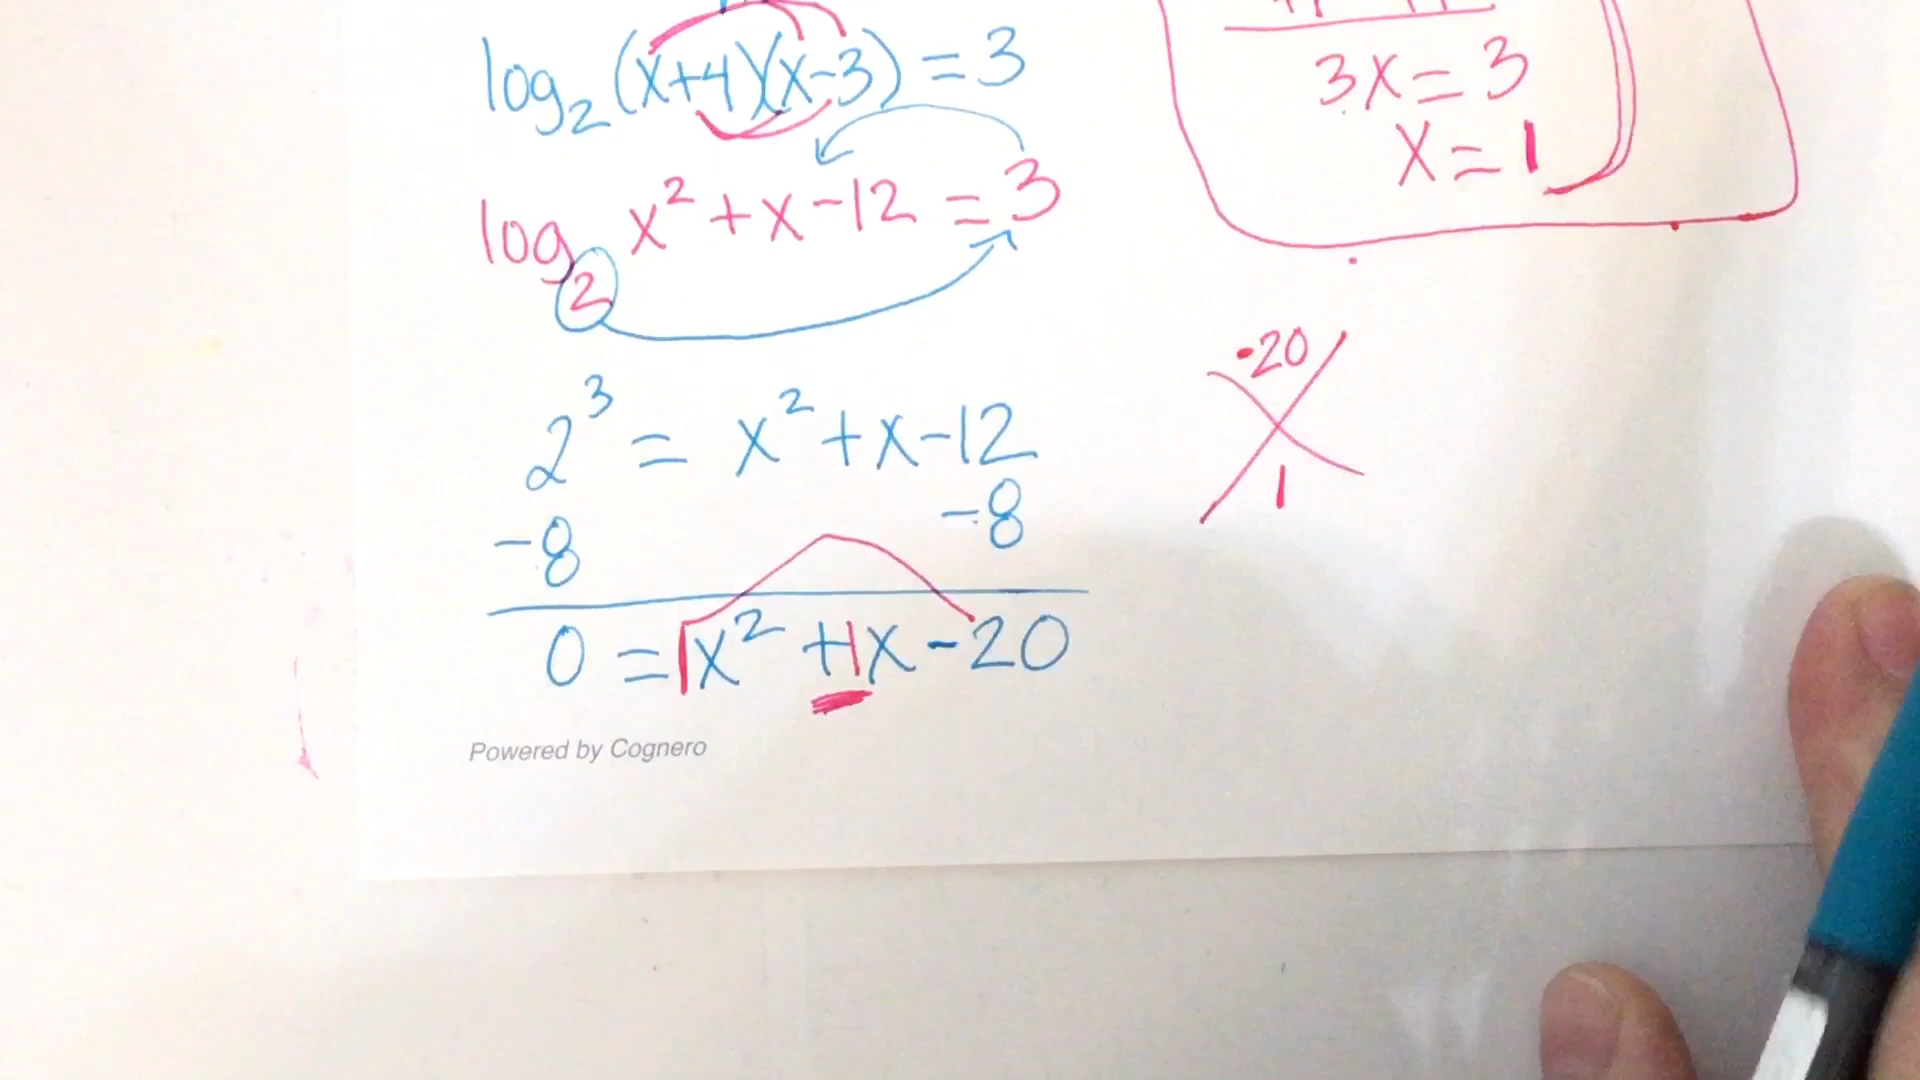 log₂ (x+4)(x-3) = 3
log₂ x² + x - 12 = 3
2³ = x² + x - 12
-8 -8
0 = 1x² + 1x - 20
Powered by Cognero
3x = 3
x = 1
-20
1